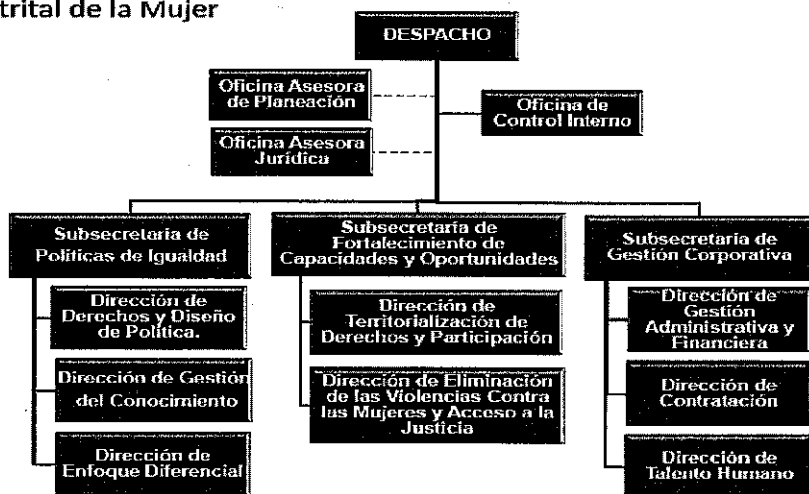 trital de la Mujer
DESPACHO
Oficina Asesora
de Planeación
Oficina de
Control Interno
Oficina Asesora
Jurídica
Subsecretaría de
Políticas de Igualdad
Subsecretaría de
Fortalecimiento de
Capacidades y Oportunidades
Subsecretaría de
Gestión Corporativa
Dirección de
Derechos y Diseño
de Política.
Dirección de Gestión
del Conocimiento
Dirección de
Enfoque Diferencial
Dirección de
Territorialización de
Derechos y Participación
Dirección de Eliminación
de las Violencias Contra
las Mujeres y Acceso a la
Justicia
Dirección de
Gestión
Administrativa y
Financiera
Dirección de
Contratación
Dirección de
Talento Humano